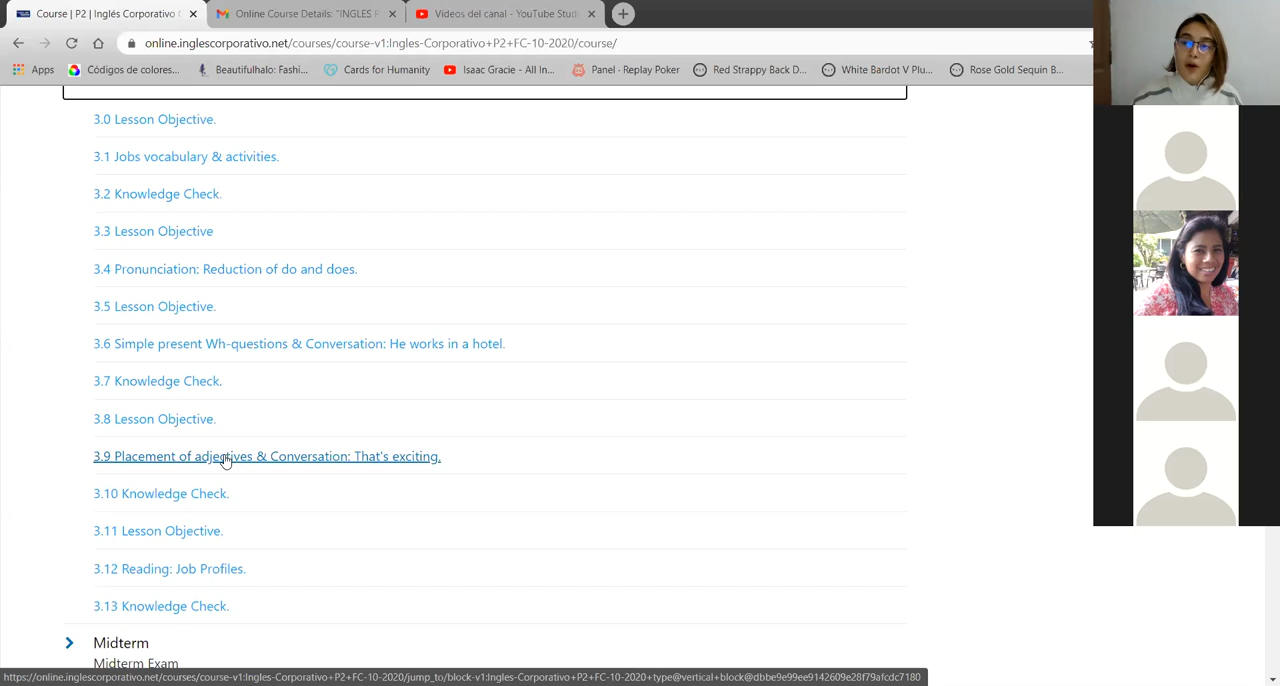 Course | P2 | Inglés Corporativo
Online Course Details: "INGLES P
Videos del canal - YouTube Stud
online.inglescorporativo.net/courses/course-v1:Ingles-Corporativo+P2+FC-10-2020/course/
Apps
Códigos de colores...
Beautifulhalo: Fashi...
Cards for Humanity
Isaac Gracie - All In...
Panel · Replay Poker
Red Strappy Back D...
White Bardot V Plu...
Rose Gold Sequin B...
3.0 Lesson Objective.
3.1 Jobs vocabulary & activities.
3.2 Knowledge Check.
3.3 Lesson Objective
3.4 Pronunciation: Reduction of do and does.
3.5 Lesson Objective.
3.6 Simple present Wh-questions & Conversation: He works in a hotel.
3.7 Knowledge Check.
3.8 Lesson Objective.
3.9 Placement of adjectives & Conversation: That's exciting.
3.10 Knowledge Check.
3.11 Lesson Objective.
3.12 Reading: Job Profiles.
3.13 Knowledge Check.
Midterm
Midterm Exam
https://online.inglescorporativo.net/courses/course-v1:Ingles-Corporativo+P2+FC-10-2020/jump_to/block-v1:Ingles-Corporativo+P2+FC-10-2020+type@vertical+block@dbbe9e99ee9142609e28f79afcdc7180